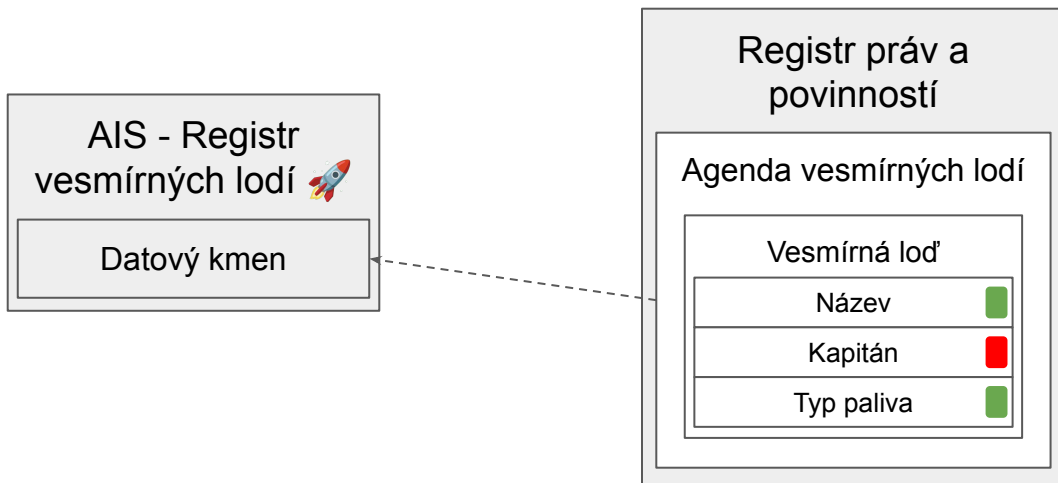 AIS - Registr
vesmírných lodí 🚀
Datový kmen
Registr práv a
povinností
Agenda vesmírných lodí
Vesmírná loď
Název
Kapitán
Typ paliva